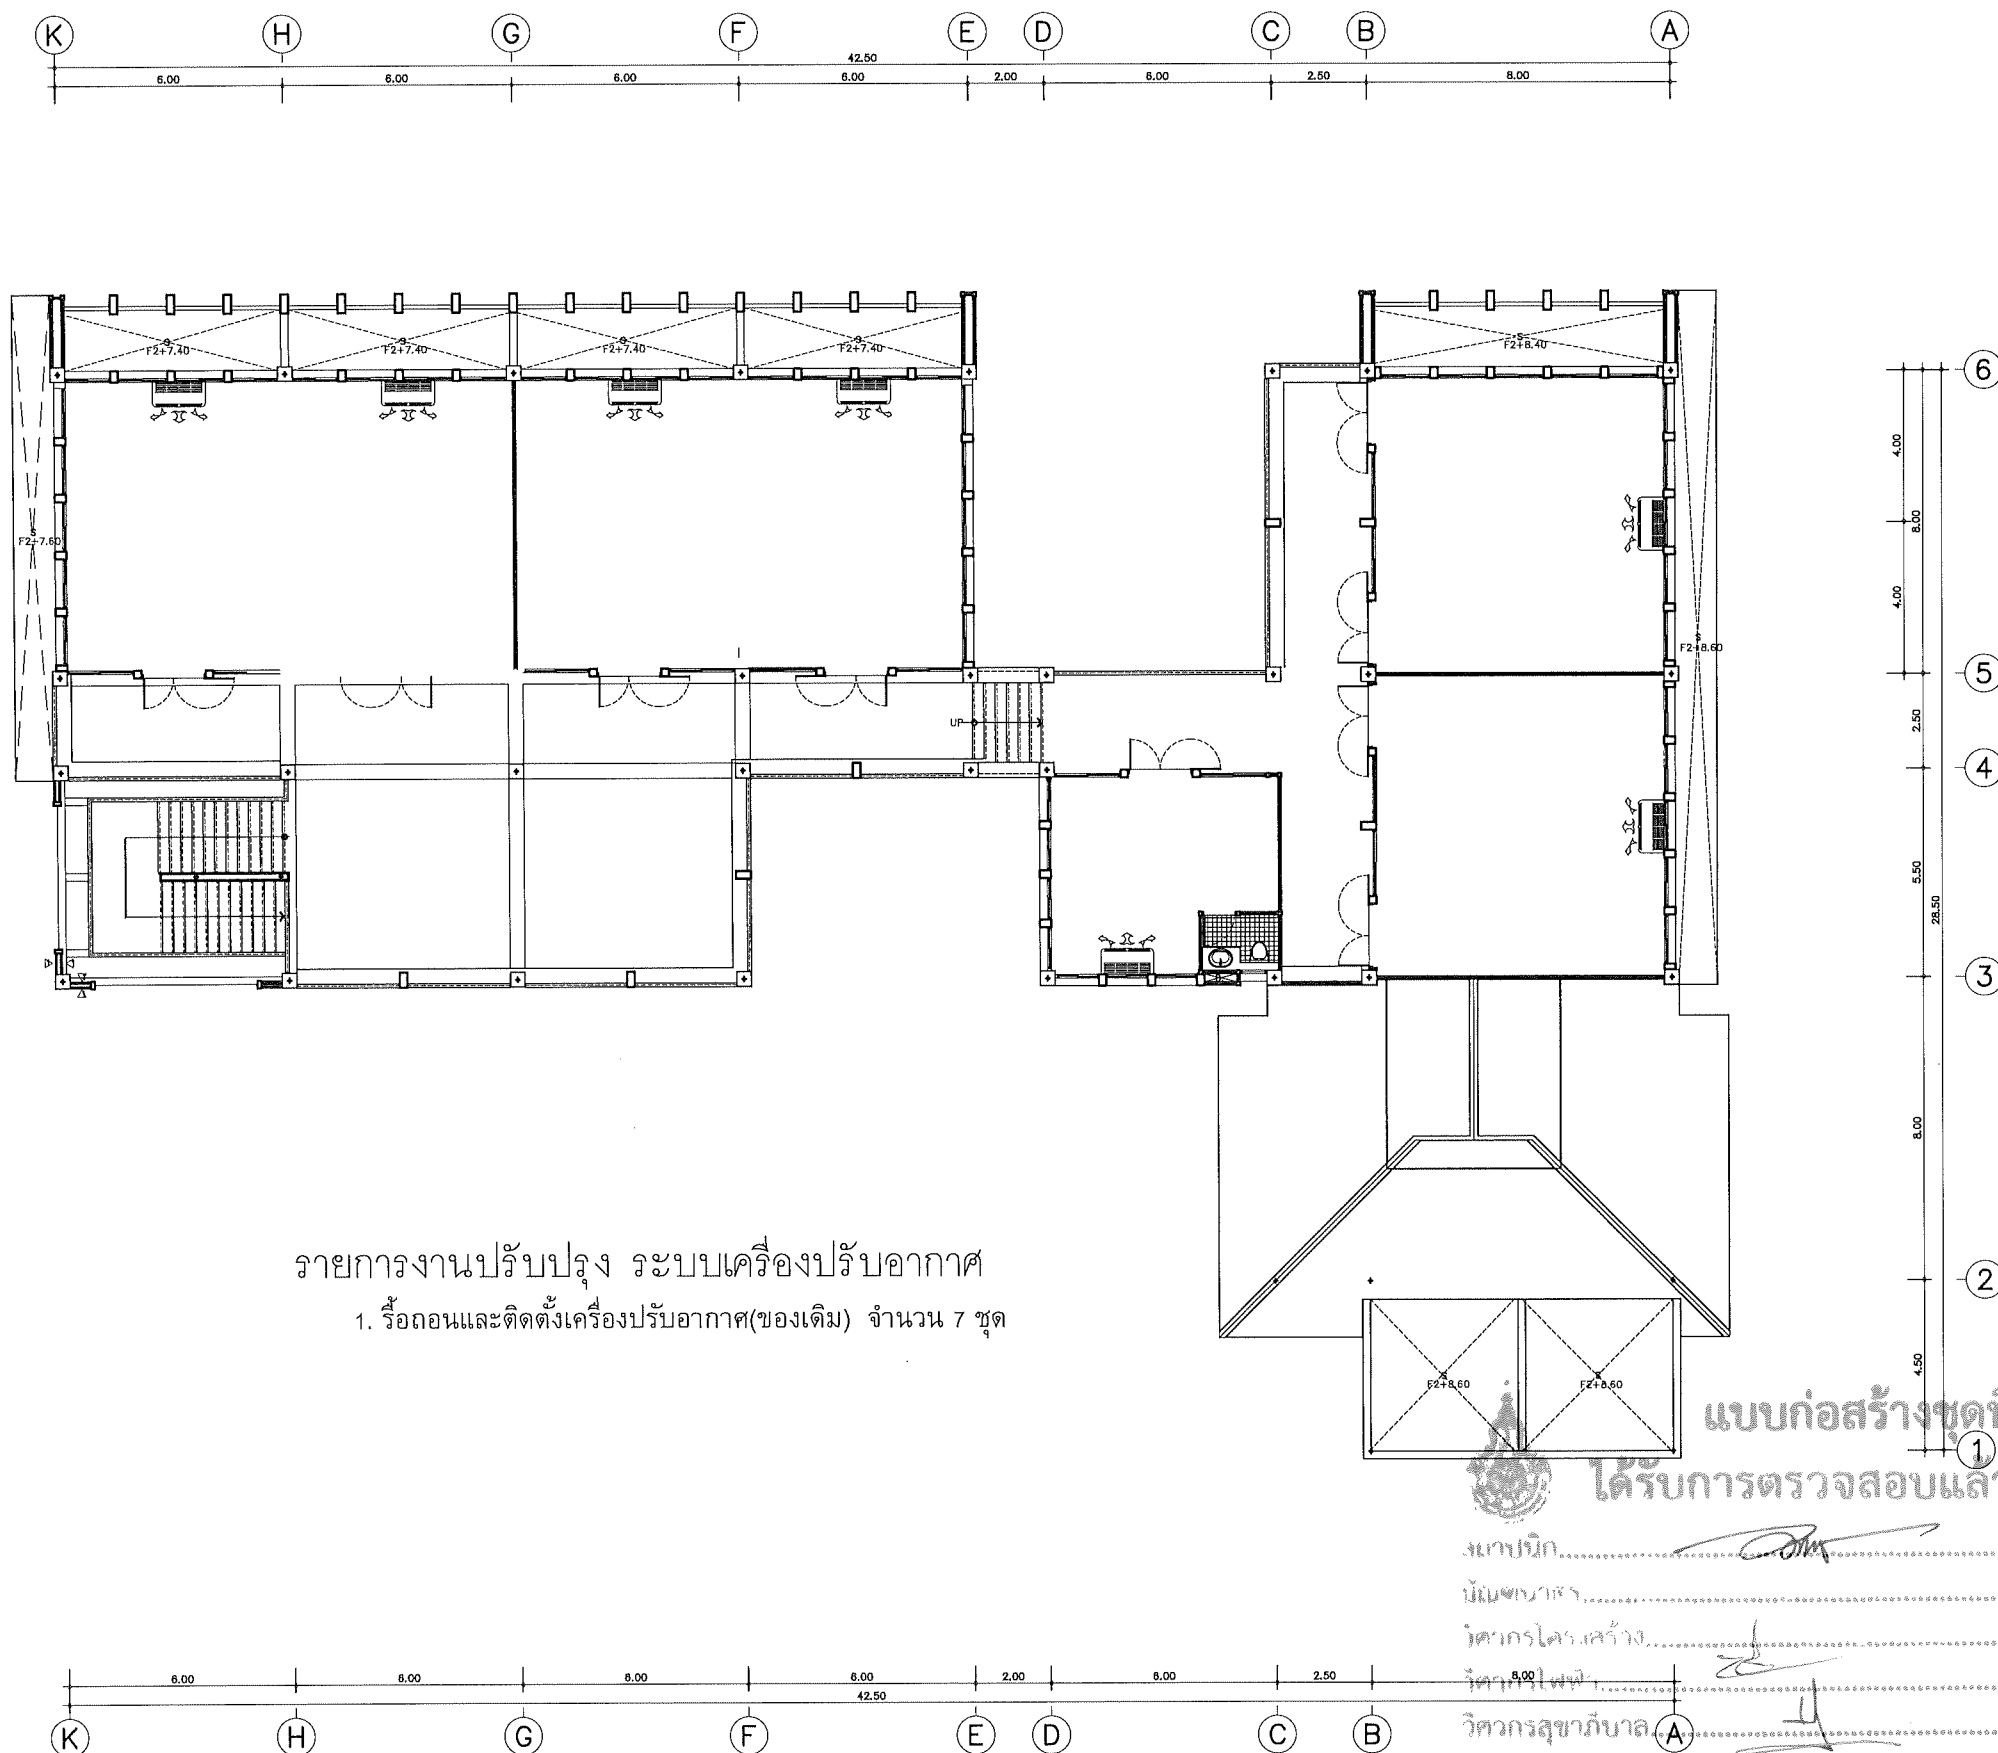 K H G F E D C B A
42.50
6.00 6.00 6.00 6.00 2.00 6.00 2.50 8.00
S F2+7.40
S F2+7.40
S F2+7.40
S F2+7.40
S F2+8.40
6
S F2+7.60
4.00
8.00
4.00
S F2+8.60
5
UP
2.50
4
5.50
28.50
3
8.00
รายการงานปรับปรุง ระบบเครื่องปรับอากาศ
1. รื้อถอนและติดตั้งเครื่องปรับอากาศ(ของเดิม) จำนวน 7 ชุด
2
4.50
S F2+8.60
S F2+8.60
แบบก่อสร้างชุด
1
ได้รับการตรวจสอบแล้
วิศวกรโครงสร้าง
วิศวกรไฟฟ้า
วิศวกรสุขาภิบาล
6.00 6.00 6.00 6.00 2.00 6.00 2.50 8.00
42.50
K H G F E D C B A